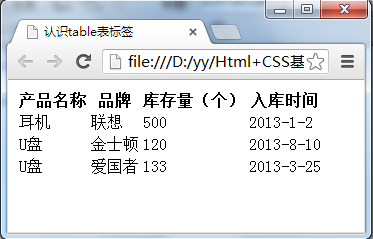 认识table表标签
file:///D:/yy/Html+CSS基
产品名称 品牌 库存量（个） 入库时间
耳机 联想 500 2013-1-2
U盘 金士顿 120 2013-8-10
U盘 爱国者 133 2013-3-25